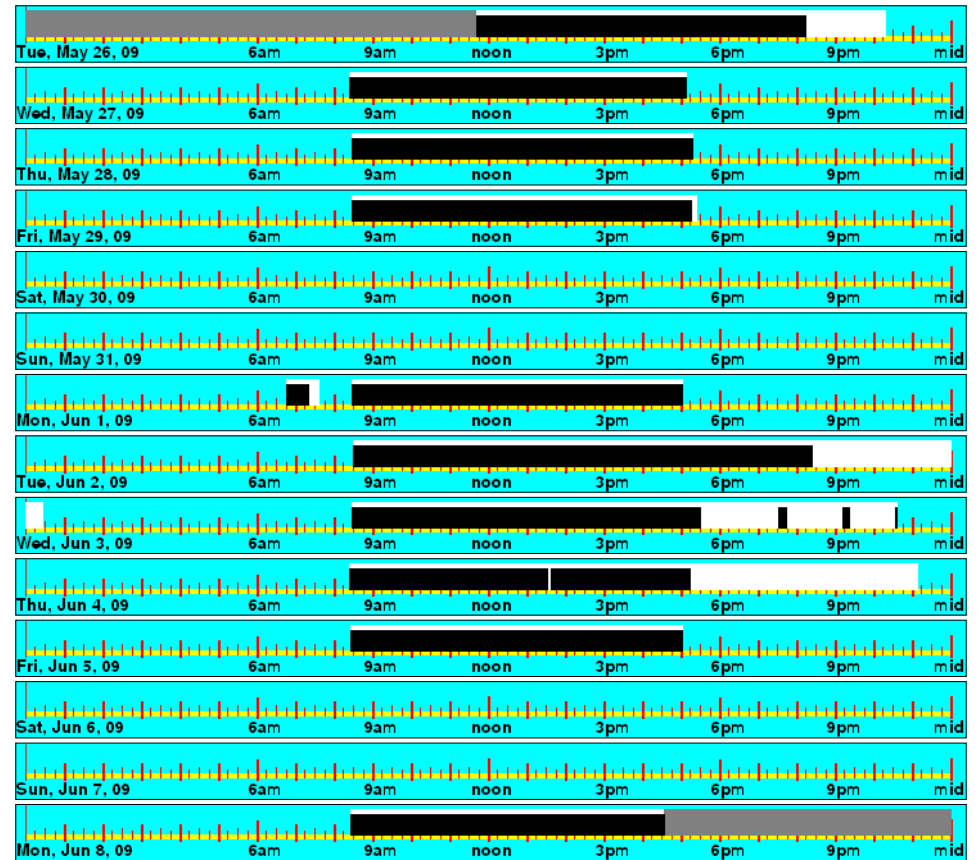 Tue, May 26, 09 6am 9am noon 3pm 6pm 9pm mid
Wed, May 27, 09 6am 9am noon 3pm 6pm 9pm mid
Thu, May 28, 09 6am 9am noon 3pm 6pm 9pm mid
Fri, May 29, 09 6am 9am noon 3pm 6pm 9pm mid
Sat, May 30, 09 6am 9am noon 3pm 6pm 9pm mid
Sun, May 31, 09 6am 9am noon 3pm 6pm 9pm mid
Mon, Jun 1, 09 6am 9am noon 3pm 6pm 9pm mid
Tue, Jun 2, 09 6am 9am noon 3pm 6pm 9pm mid
Wed, Jun 3, 09 6am 9am noon 3pm 6pm 9pm mid
Thu, Jun 4, 09 6am 9am noon 3pm 6pm 9pm mid
Fri, Jun 5, 09 6am 9am noon 3pm 6pm 9pm mid
Sat, Jun 6, 09 6am 9am noon 3pm 6pm 9pm mid
Sun, Jun 7, 09 6am 9am noon 3pm 6pm 9pm mid
Mon, Jun 8, 09 6am 9am noon 3pm 6pm 9pm mid